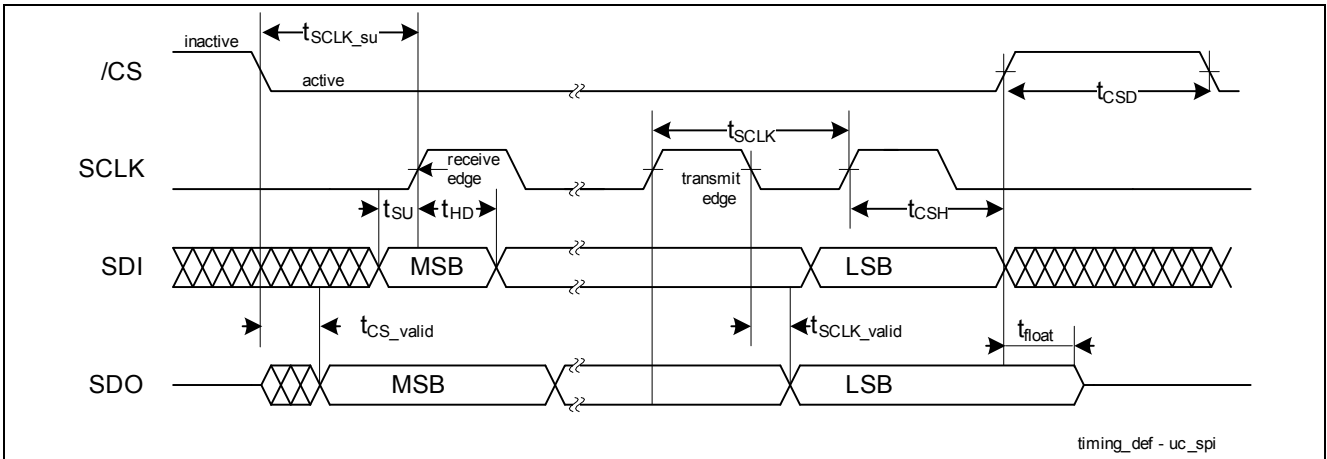 inactive
tSCLK_su
/CS
active
tCSD
tSCLK
SCLK
receive
edge
transmit
edge
tSU
tHD
tCSH
SDI
MSB
LSB
tCS_valid
tSCLK_valid
tfloat
SDO
MSB
LSB
timing_def - uc_spi